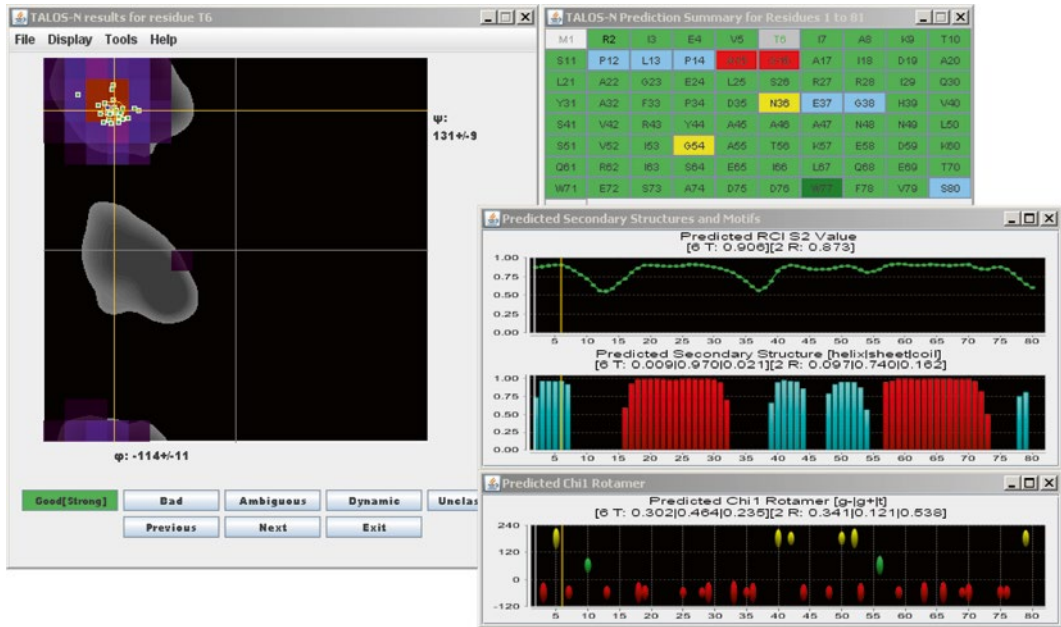 TALOS-N results for residue T6
File Display Tools Help
ψ:
131+/-9
φ: -114+/-11
Good[Strong] Bad Ambiguous Dynamic Unclas
Previous Next Exit
TALOS-N Prediction Summary for Residues 1 to 81
M1 R2 I3 E4 V5 T6 I7 A8 K9 T10
S11 P12 L13 P14 A17 I18 D19 A20
L21 A22 G23 E24 L25 S26 R27 R28 I29 Q30
Y31 A32 F33 P34 D35 N36 E37 G38 H39 V40
S41 V42 R43 Y44 A45 A46 A47 N48 N49 L50
S51 V52 I53 G54 A55 T56 K57 E58 D59 K60
Q61 R62 I63 S64 E65 I66 L67 Q68 E69 T70
W71 E72 S73 A74 D75 D76 W77 F78 V79 S80
Predicted Secondary Structures and Motifs
Predicted RCI S2 Value
[6 T: 0.906][2 R: 0.873]
1.00
0.75
0.50
0.25
0.00
5 10 15 20 25 30 35 40 45 50 55 60 65 70 75 80
Predicted Secondary Structure [helix|sheet|coil]
[6 T: 0.009|0.970|0.021][2 R: 0.097|0.740|0.162]
1.00
0.75
0.50
0.25
0.00
5 10 15 20 25 30 35 40 45 50 55 60 65 70 75 80
Predicted Chi1 Rotamer
Predicted Chi1 Rotamer [g-|g+|t]
[6 T: 0.302|0.464|0.235][2 R: 0.341|0.121|0.538]
240
120
0
-120
5 10 15 20 25 30 35 40 45 50 55 60 65 70 75 80